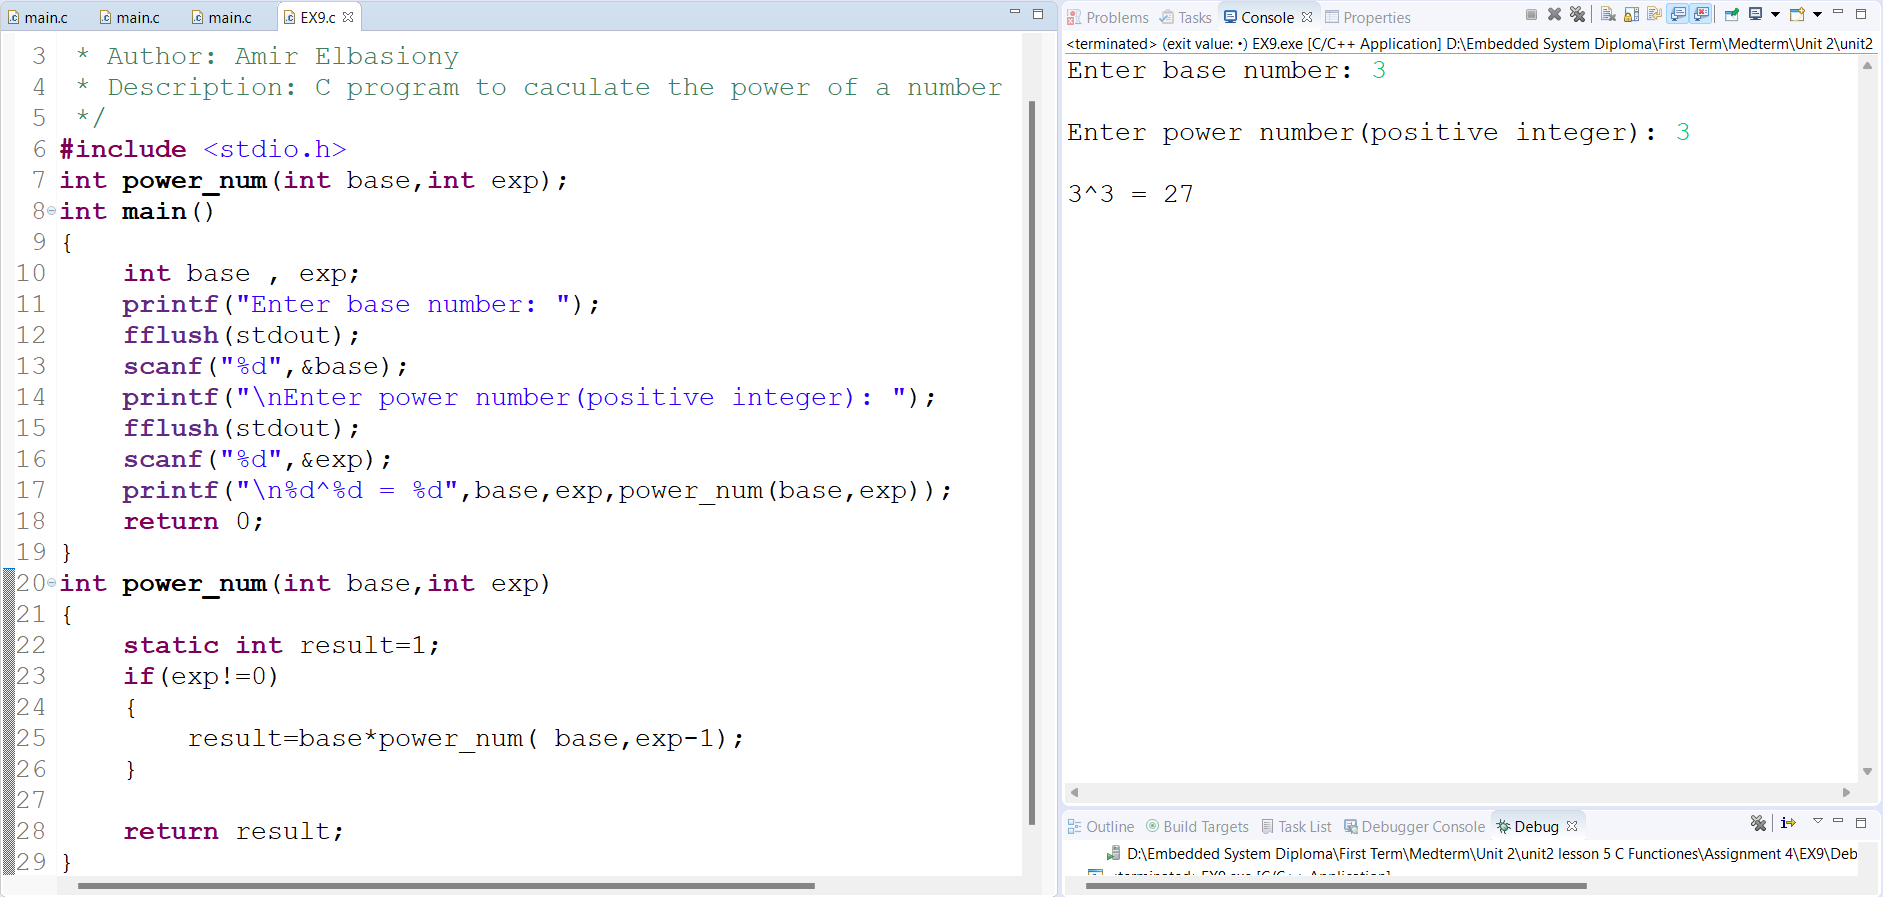 main.c main.c main.c EX9.c
3 * Author: Amir Elbasiony
4 * Description: C program to caculate the power of a number
5 */
6 #include <stdio.h>
7 int power_num(int base,int exp);
8 int main()
9 {
10 int base , exp;
11 printf("Enter base number: ");
12 fflush(stdout);
13 scanf("%d",&base);
14 printf("\nEnter power number(positive integer): ");
15 fflush(stdout);
16 scanf("%d",&exp);
17 printf("\n%d^%d = %d",base,exp,power_num(base,exp));
18 return 0;
19 }
20 int power_num(int base,int exp)
21 {
22 static int result=1;
23 if(exp!=0)
24 {
25 result=base*power_num( base,exp-1);
26 }
27
28 return result;
29 }
Problems Tasks Console Properties
<terminated> (exit value: •) EX9.exe [C/C++ Application] D:\Embedded System Diploma\First Term\Medterm\Unit 2\unit2
Enter base number: 3
Enter power number(positive integer): 3
3^3 = 27
Outline Build Targets Task List Debugger Console Debug
D:\Embedded System Diploma\First Term\Medterm\Unit 2\unit2 lesson 5 C Functiones\Assignment 4\EX9\Deb
<terminated> EX9.exe [C/C++ Application]